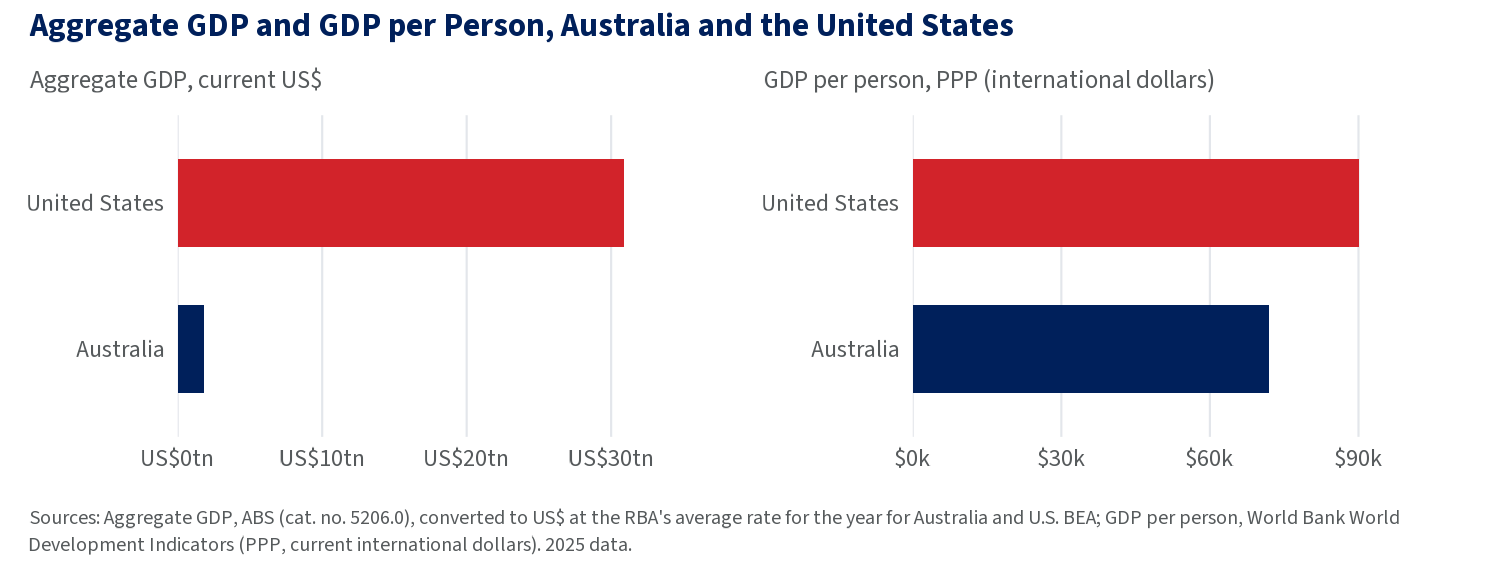 Aggregate GDP and GDP per Person, Australia and the United States
Aggregate GDP, current US$
United States
Australia
US$0tn US$10tn US$20tn US$30tn
GDP per person, PPP (international dollars)
United States
Australia
$0k $30k $60k $90k
Sources: Aggregate GDP, ABS (cat. no. 5206.0), converted to US$ at the RBA's average rate for the year for Australia and U.S. BEA; GDP per person, World Bank World
Development Indicators (PPP, current international dollars). 2025 data.